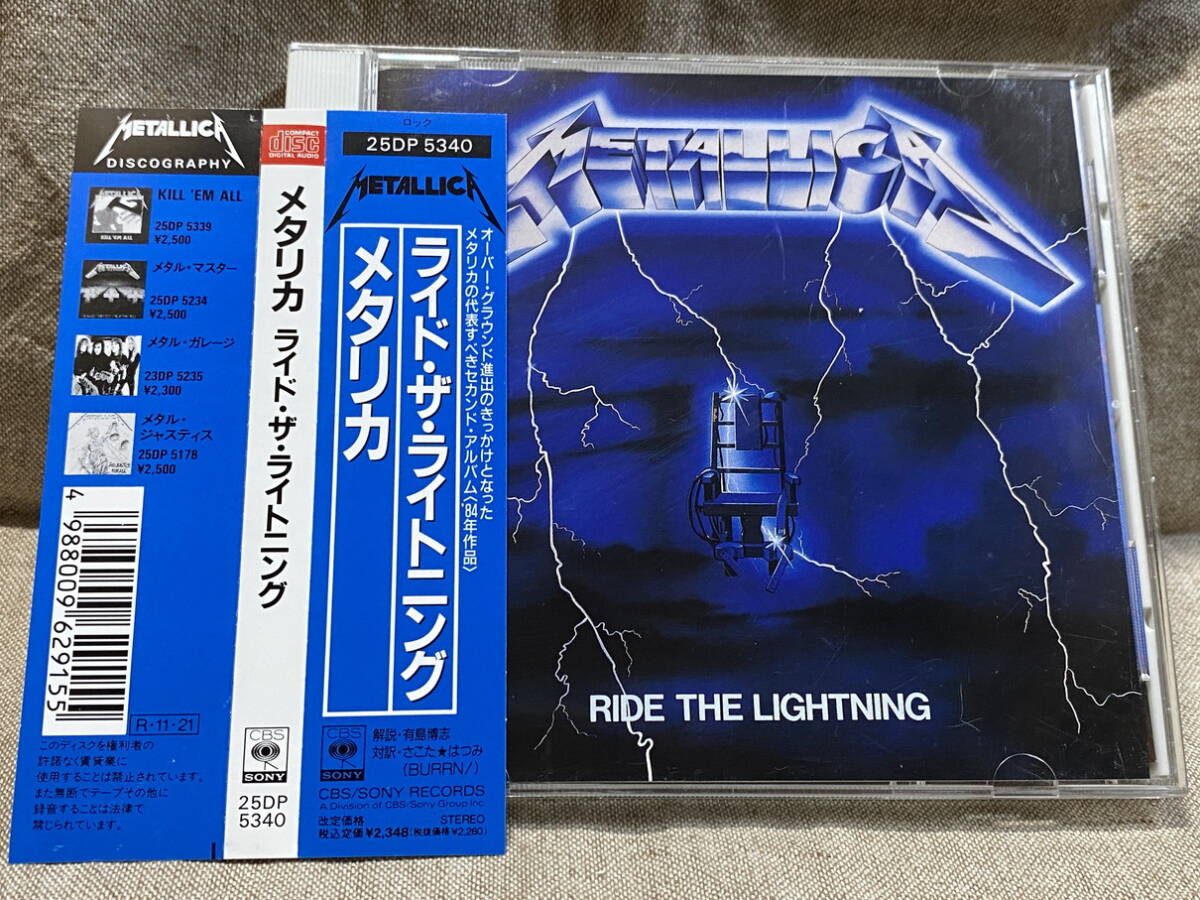 METALLICA
DISCOGRAPHY
KILL 'EM ALL
25DP 5339
¥2,500
メタル・マスター
25DP 5234
¥2,500
メタル・ガレージ
23DP 5235
¥2,300
メタル・
ジャスティス
25DP 5178
¥2,500
4 988009 629155
R・11・21
このディスクを権利者の
許諾なく賃貸業に
使用することは禁止されています。
また無断でテープその他に
録音することは法律で
禁じられています。
COMPACT
disc
DIGITAL AUDIO
メタリカ ライド・ザ・ライトニング
CBS
SONY
25DP
5340
ロック
25DP 5340
METALLICA
オーバー・グラウンド進出のきっかけとなった
メタリカの代表すべきセカンド・アルバム〈'84年作品〉
ライド・ザ・ライトニング
メタリカ
CBS
SONY
解説・有島博志
対訳・さこた★はつみ
(BURRN!)
CBS/SONY RECORDS
A Division of CBS/Sony Group Inc.
改定価格 STEREO
税込定価¥2,348(税抜価格¥2,280)
METALLICA
RIDE THE LIGHTNING